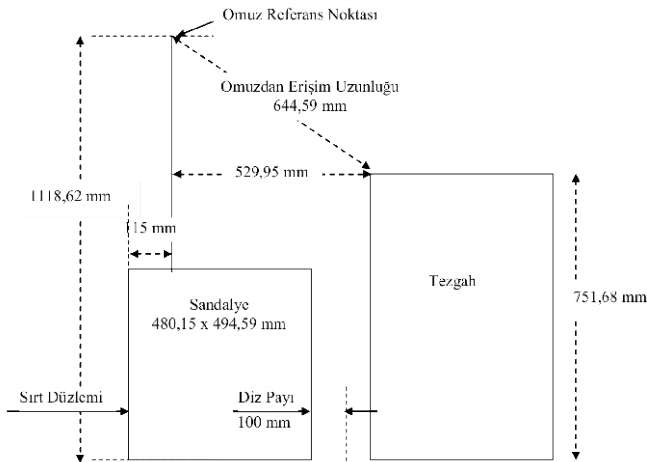 Omuz Referans Noktası
Omuzdan Erişim Uzunluğu
644,59 mm
529,95 mm
1118,62 mm
115 mm
Sandalye
480,15 x 494,59 mm
Tezgah
751,68 mm
Sırt Düzlemi
Diz Payı
100 mm